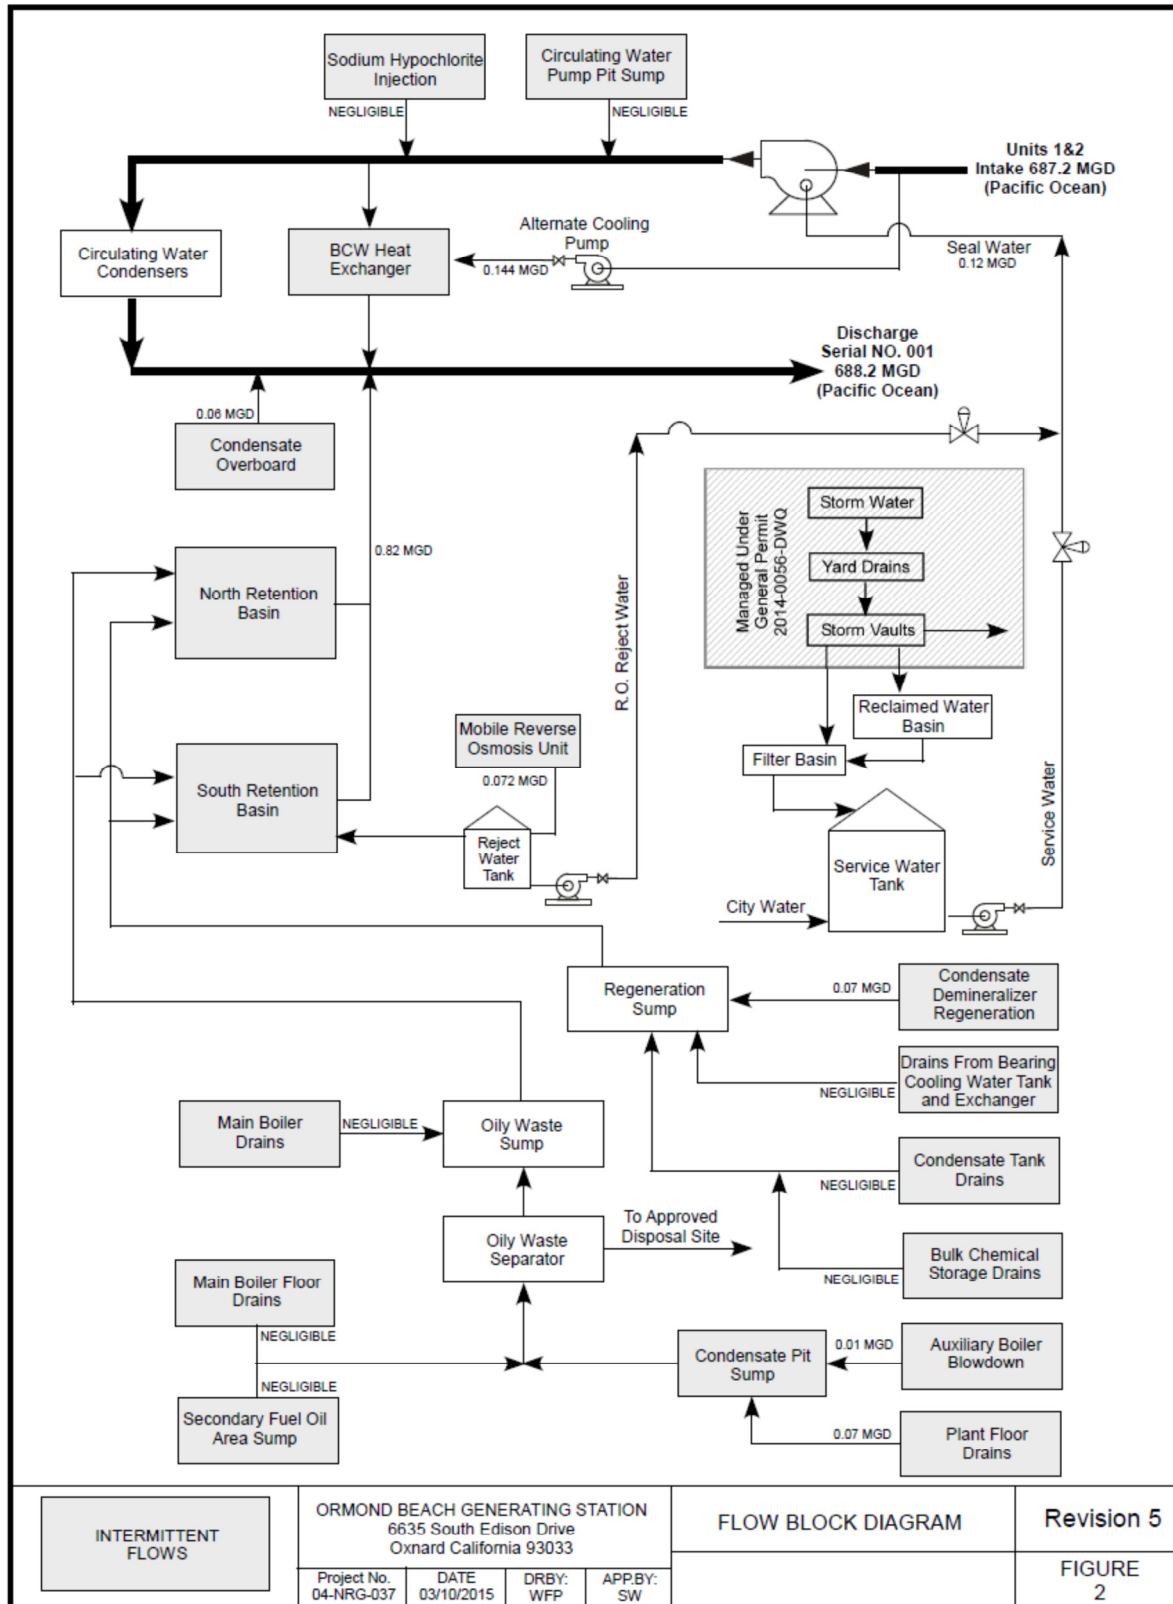 Sodium Hypochlorite
Injection
Circulating Water
Pump Pit Sump
NEGLIGIBLE
NEGLIGIBLE
Units 1&2
Intake 687.2 MGD
(Pacific Ocean)
Circulating Water
Condensers
BCW Heat
Exchanger
Alternate Cooling
Pump
0.144 MGD
Seal Water
0.12 MGD
Discharge
Serial NO. 001
688.2 MGD
(Pacific Ocean)
0.06 MGD
Condensate
Overboard
0.82 MGD
North Retention
Basin
South Retention
Basin
Mobile Reverse
Osmosis Unit
0.072 MGD
Reject
Water
Tank
R.O. Reject Water
Managed Under
General Permit
2014-0056-DWQ
Storm Water
Yard Drains
Storm Vaults
Reclaimed Water
Basin
Filter Basin
Service Water
Tank
City Water
Service Water
Regeneration
Sump
0.07 MGD
Condensate
Demineralizer
Regeneration
Drains From Bearing
Cooling Water Tank
and Exchanger
NEGLIGIBLE
Main Boiler
Drains
NEGLIGIBLE
Oily Waste
Sump
Condensate Tank
Drains
NEGLIGIBLE
Oily Waste
Separator
To Approved
Disposal Site
Bulk Chemical
Storage Drains
NEGLIGIBLE
Main Boiler Floor
Drains
NEGLIGIBLE
NEGLIGIBLE
Secondary Fuel Oil
Area Sump
Condensate Pit
Sump
0.01 MGD
Auxiliary Boiler
Blowdown
0.07 MGD
Plant Floor
Drains
INTERMITTENT
FLOWS
ORMOND BEACH GENERATING STATION
6635 South Edison Drive
Oxnard California 93033
Project No.
04-NRG-037
DATE
03/10/2015
DRBY:
WFP
APP.BY:
SW
FLOW BLOCK DIAGRAM
Revision 5
FIGURE
2